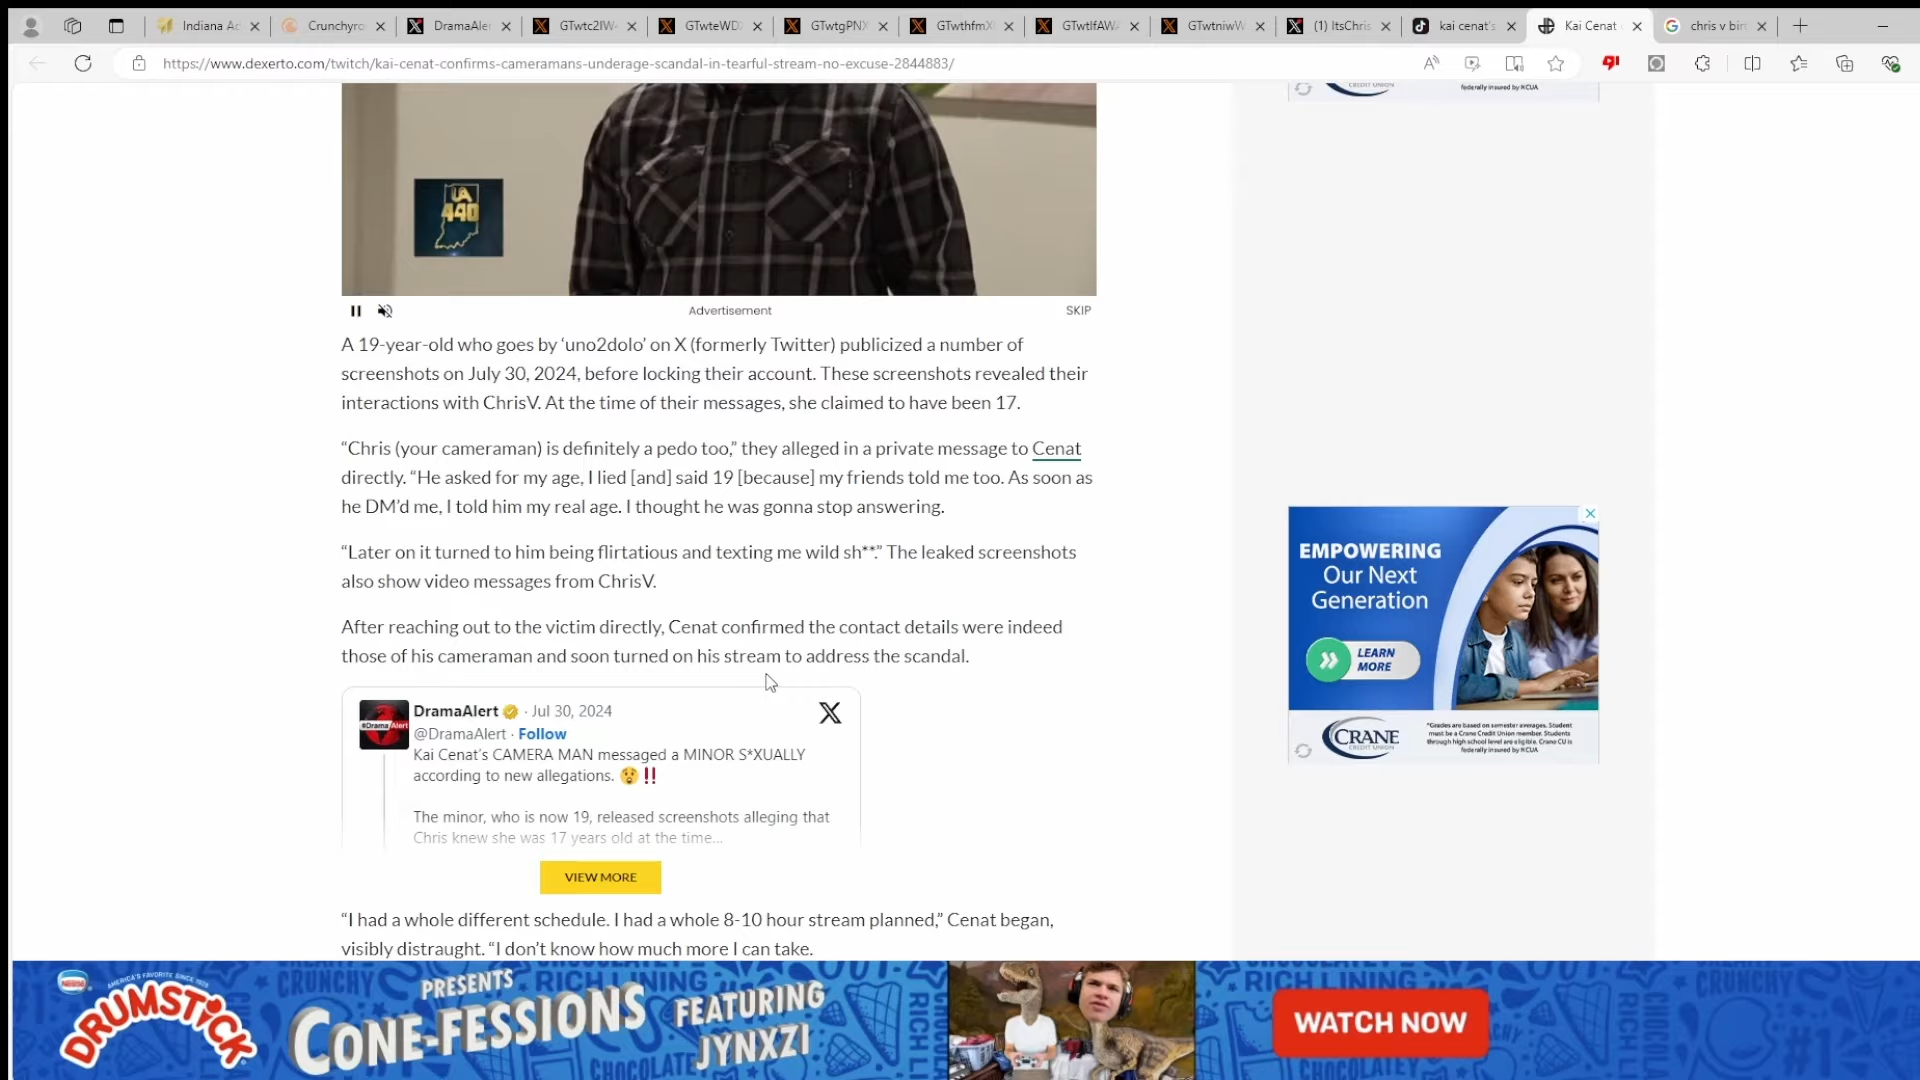 Indiana Ac
Crunchyro
DramaAler
GTwtc2IW
GTwteWD
GTwtgPNX
GTwthfmX
GTwtlfAW
GTwtniwW
(1) ItsChris
kai cenat's
Kai Cenat
chris v birt
https://www.dexerto.com/twitch/kai-cenat-confirms-cameramans-underage-scandal-in-tearful-stream-no-excuse-2844883/
federally insured by NCUA
UA
440
Advertisement
SKIP
A 19-year-old who goes by ‘uno2dolo’ on X (formerly Twitter) publicized a number of
screenshots on July 30, 2024, before locking their account. These screenshots revealed their
interactions with ChrisV. At the time of their messages, she claimed to have been 17.
“Chris (your cameraman) is definitely a pedo too,” they alleged in a private message to Cenat
directly. “He asked for my age, I lied [and] said 19 [because] my friends told me too. As soon as
he DM’d me, I told him my real age. I thought he was gonna stop answering.
“Later on it turned to him being flirtatious and texting me wild sh**.” The leaked screenshots
also show video messages from ChrisV.
After reaching out to the victim directly, Cenat confirmed the contact details were indeed
those of his cameraman and soon turned on his stream to address the scandal.
#DramaAlert
DramaAlert · Jul 30, 2024
@DramaAlert · Follow
Kai Cenat's CAMERA MAN messaged a MINOR S*XUALLY
according to new allegations. 😲‼️
The minor, who is now 19, released screenshots alleging that
Chris knew she was 17 years old at the time...
VIEW MORE
“I had a whole different schedule. I had a whole 8-10 hour stream planned,” Cenat began,
visibly distraught. “I don’t know how much more I can take.
EMPOWERING
Our Next
Generation
LEARN
MORE
CRANE
CREDIT UNION
*Grades are based on semester averages. Student
must be a Crane Credit Union member. Students
through high school level are eligible. Crane CU is
federally insured by NCUA
Nestlé
AMERICA'S FAVORITE SINCE 1928
DRUMSTICK
PRESENTS
CONE-FESSIONS
FEATURING
JYNXZI
WATCH NOW
CRUNCHY
RICH LINING
CHOCOLATEY
#1